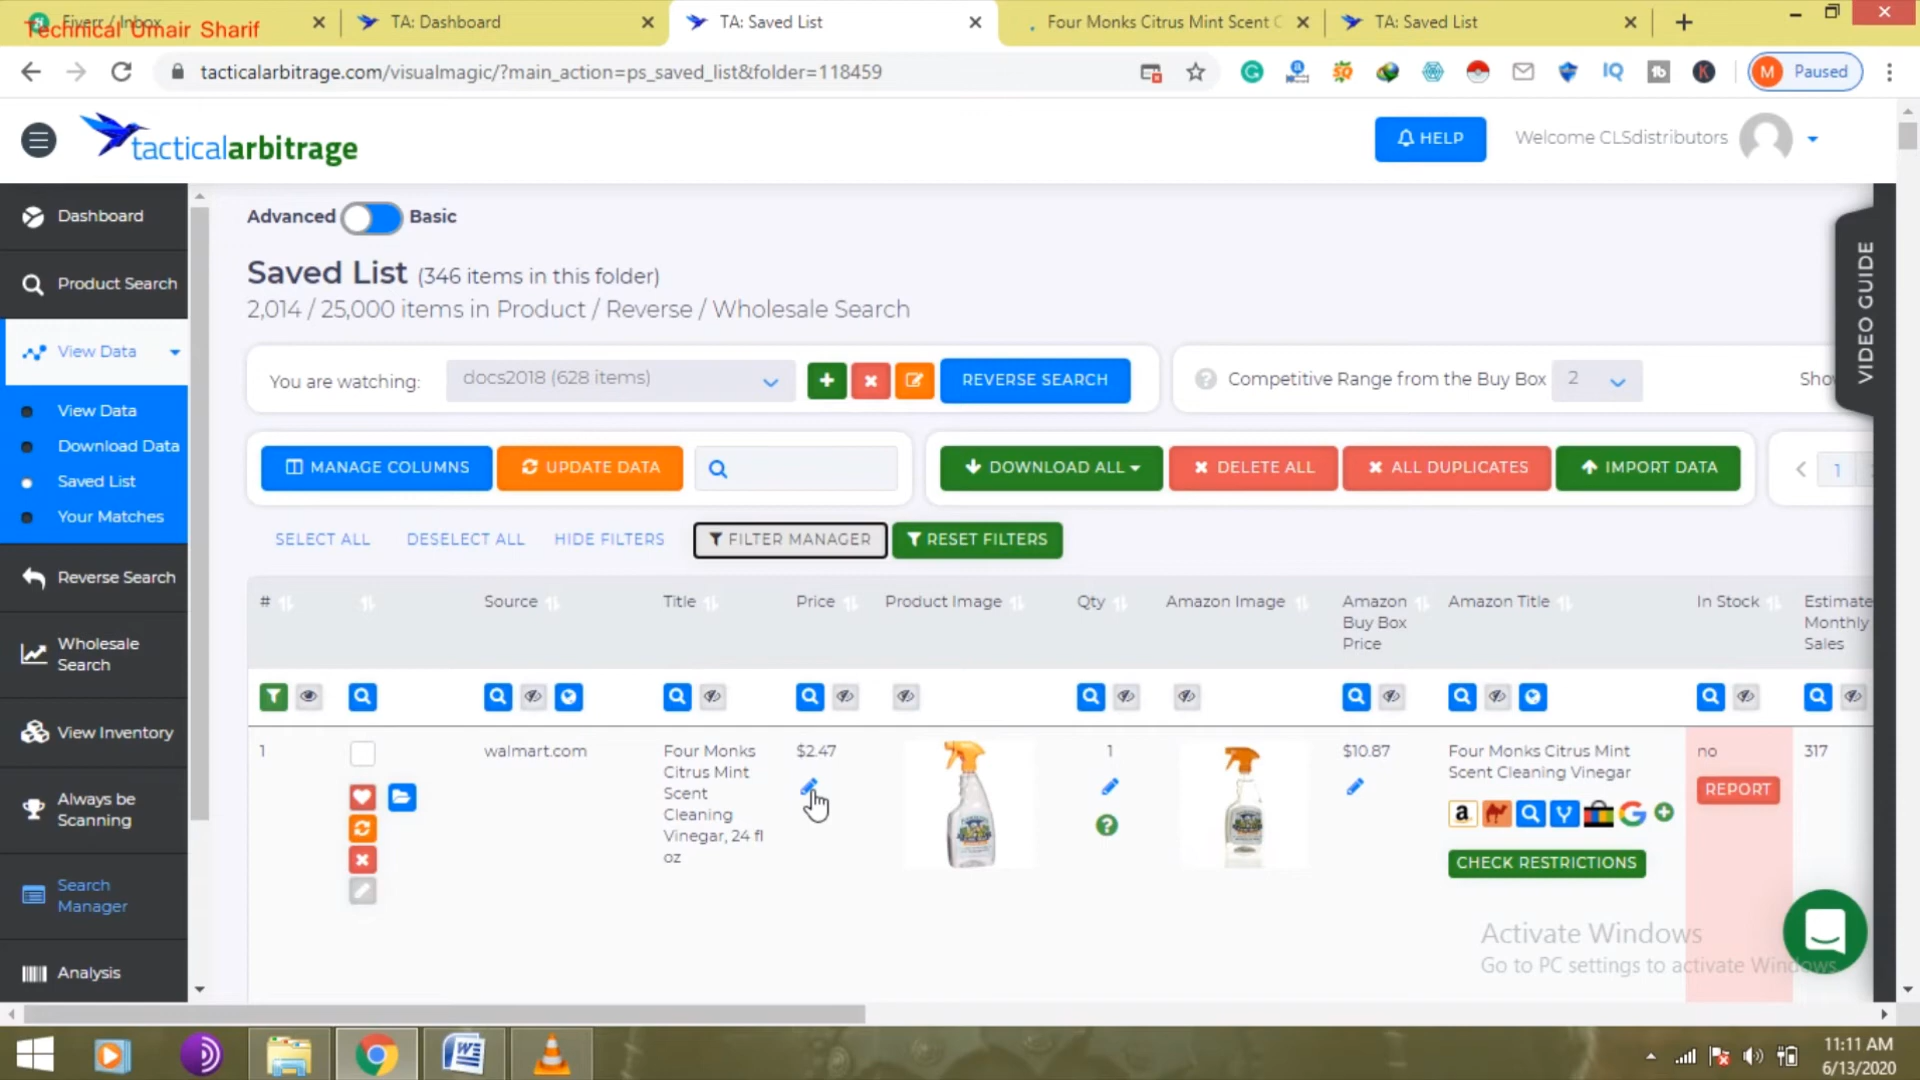 Fiverr / Inbox
Technical Umair Sharif
TA: Dashboard
TA: Saved List
Four Monks Citrus Mint Scent C
TA: Saved List
tacticalarbitrage.com/visualmagic/?main_action=ps_saved_list&folder=118459
IQ
M Paused
tacticalarbitrage
HELP
Welcome CLSdistributors
Dashboard
Product Search
View Data
View Data
Download Data
Saved List
Your Matches
Reverse Search
Wholesale
Search
View Inventory
Always be
Scanning
Search
Manager
Analysis
Advanced Basic
Saved List (346 items in this folder)
2,014 / 25,000 items in Product / Reverse / Wholesale Search
You are watching: docs2018 (628 items) REVERSE SEARCH
Competitive Range from the Buy Box 2
Sho
VIDEO GUIDE
MANAGE COLUMNS UPDATE DATA
DOWNLOAD ALL DELETE ALL ALL DUPLICATES IMPORT DATA
1
SELECT ALL DESELECT ALL HIDE FILTERS FILTER MANAGER RESET FILTERS
# Source Title Price Product Image Qty Amazon Image
Amazon
Buy Box
Price
Amazon Title
In Stock
Estimate
Monthly
Sales
1
walmart.com
Four Monks
Citrus Mint
Scent
Cleaning
Vinegar, 24 fl
oz
$2.47
1
$10.87
Four Monks Citrus Mint
Scent Cleaning Vinegar
CHECK RESTRICTIONS
no
REPORT
317
Activate Windows
Go to PC settings to activate Windows.
11:11 AM
6/13/2020